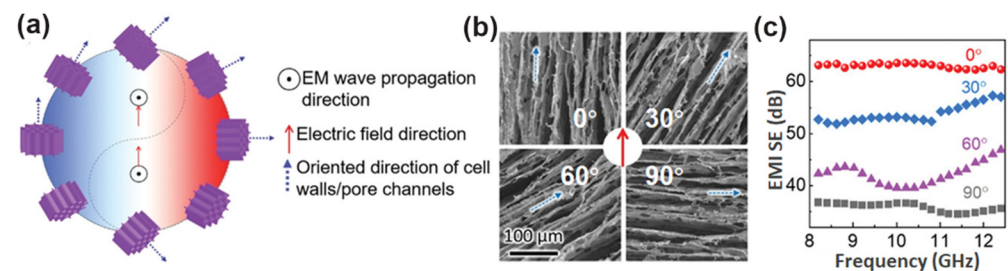 (a)
EM wave propagation
direction
Electric field direction
Oriented direction of cell
walls/pore channels
(b)
0°
30°
60°
90°
100 μm
(c)
EMI SE (dB)
60
50
40
0°
30°
60°
90°
8
9
10
11
12
Frequency (GHz)